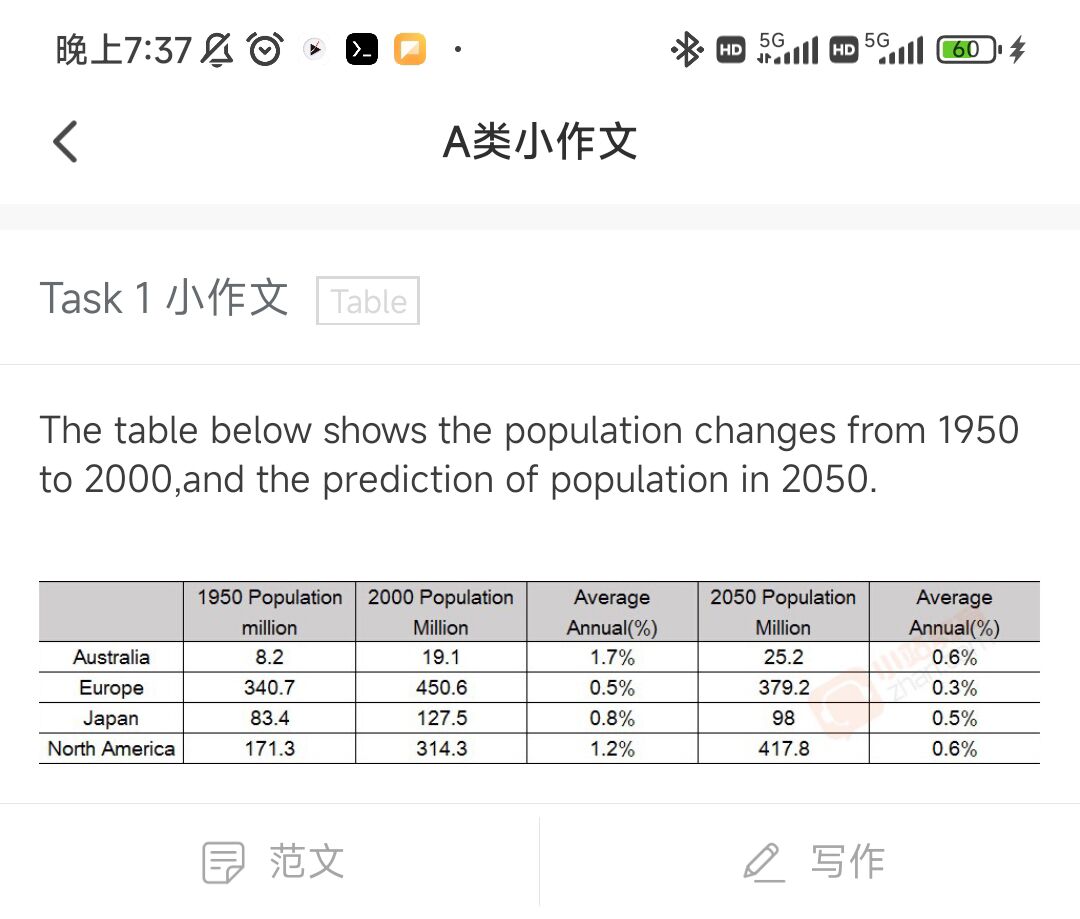 晚上7:37 HD 5G HD 5G 60
A类小作文
Task 1 小作文 Table
The table below shows the population changes from 1950
to 2000,and the prediction of population in 2050.
1950 Population million 2000 Population Million Average Annual(%) 2050 Population Million Average Annual(%)
Australia 8.2 19.1 1.7% 25.2 0.6%
Europe 340.7 450.6 0.5% 379.2 0.3%
Japan 83.4 127.5 0.8% 98 0.5%
North America 171.3 314.3 1.2% 417.8 0.6%
范文 写作